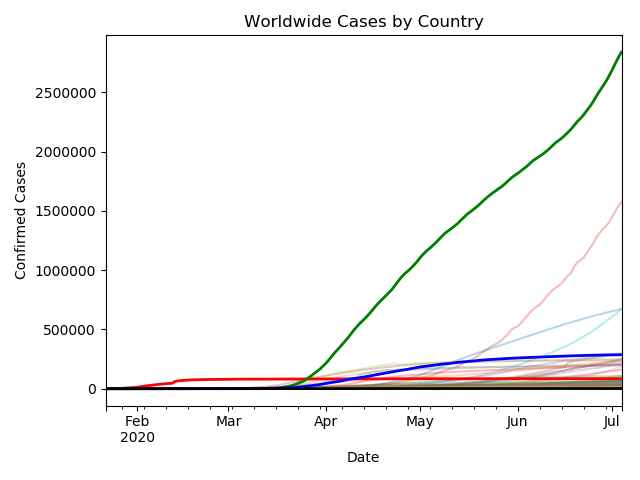 Worldwide Cases by Country
Confirmed Cases
2500000
2000000
1500000
1000000
500000
0
Feb Mar Apr May Jun Jul
2020
Date